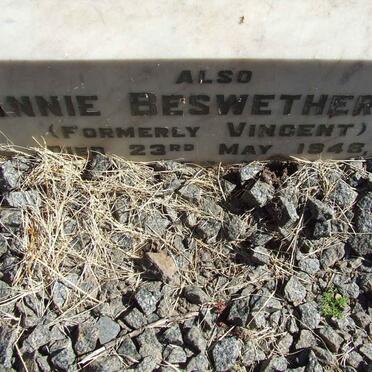 ALSO
ANNIE BESWETHER
(FORMERLY VINCENT)
23RD MAY 1946